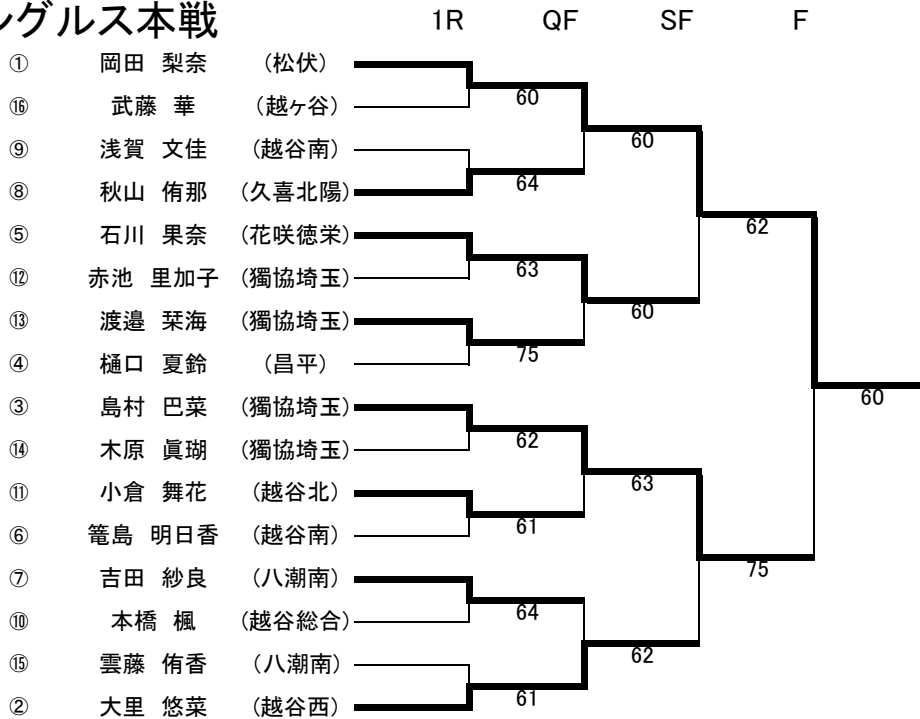 ングルス本戦 1R QF SF F
① 岡田 梨奈 (松伏)
60
⑯ 武藤 華 (越ヶ谷)
60
⑨ 浅賀 文佳 (越谷南)
64
⑧ 秋山 侑那 (久喜北陽)
62
⑤ 石川 果奈 (花咲徳栄)
63
⑫ 赤池 里加子 (獨協埼玉)
60
⑬ 渡邉 栞海 (獨協埼玉)
75
④ 樋口 夏鈴 (昌平)
60
③ 島村 巴菜 (獨協埼玉)
62
⑭ 木原 眞瑚 (獨協埼玉)
63
⑪ 小倉 舞花 (越谷北)
61
⑥ 篭島 明日香 (越谷南)
75
⑦ 吉田 紗良 (八潮南)
64
⑩ 本橋 楓 (越谷総合)
62
⑮ 雲藤 侑香 (八潮南)
61
② 大里 悠菜 (越谷西)